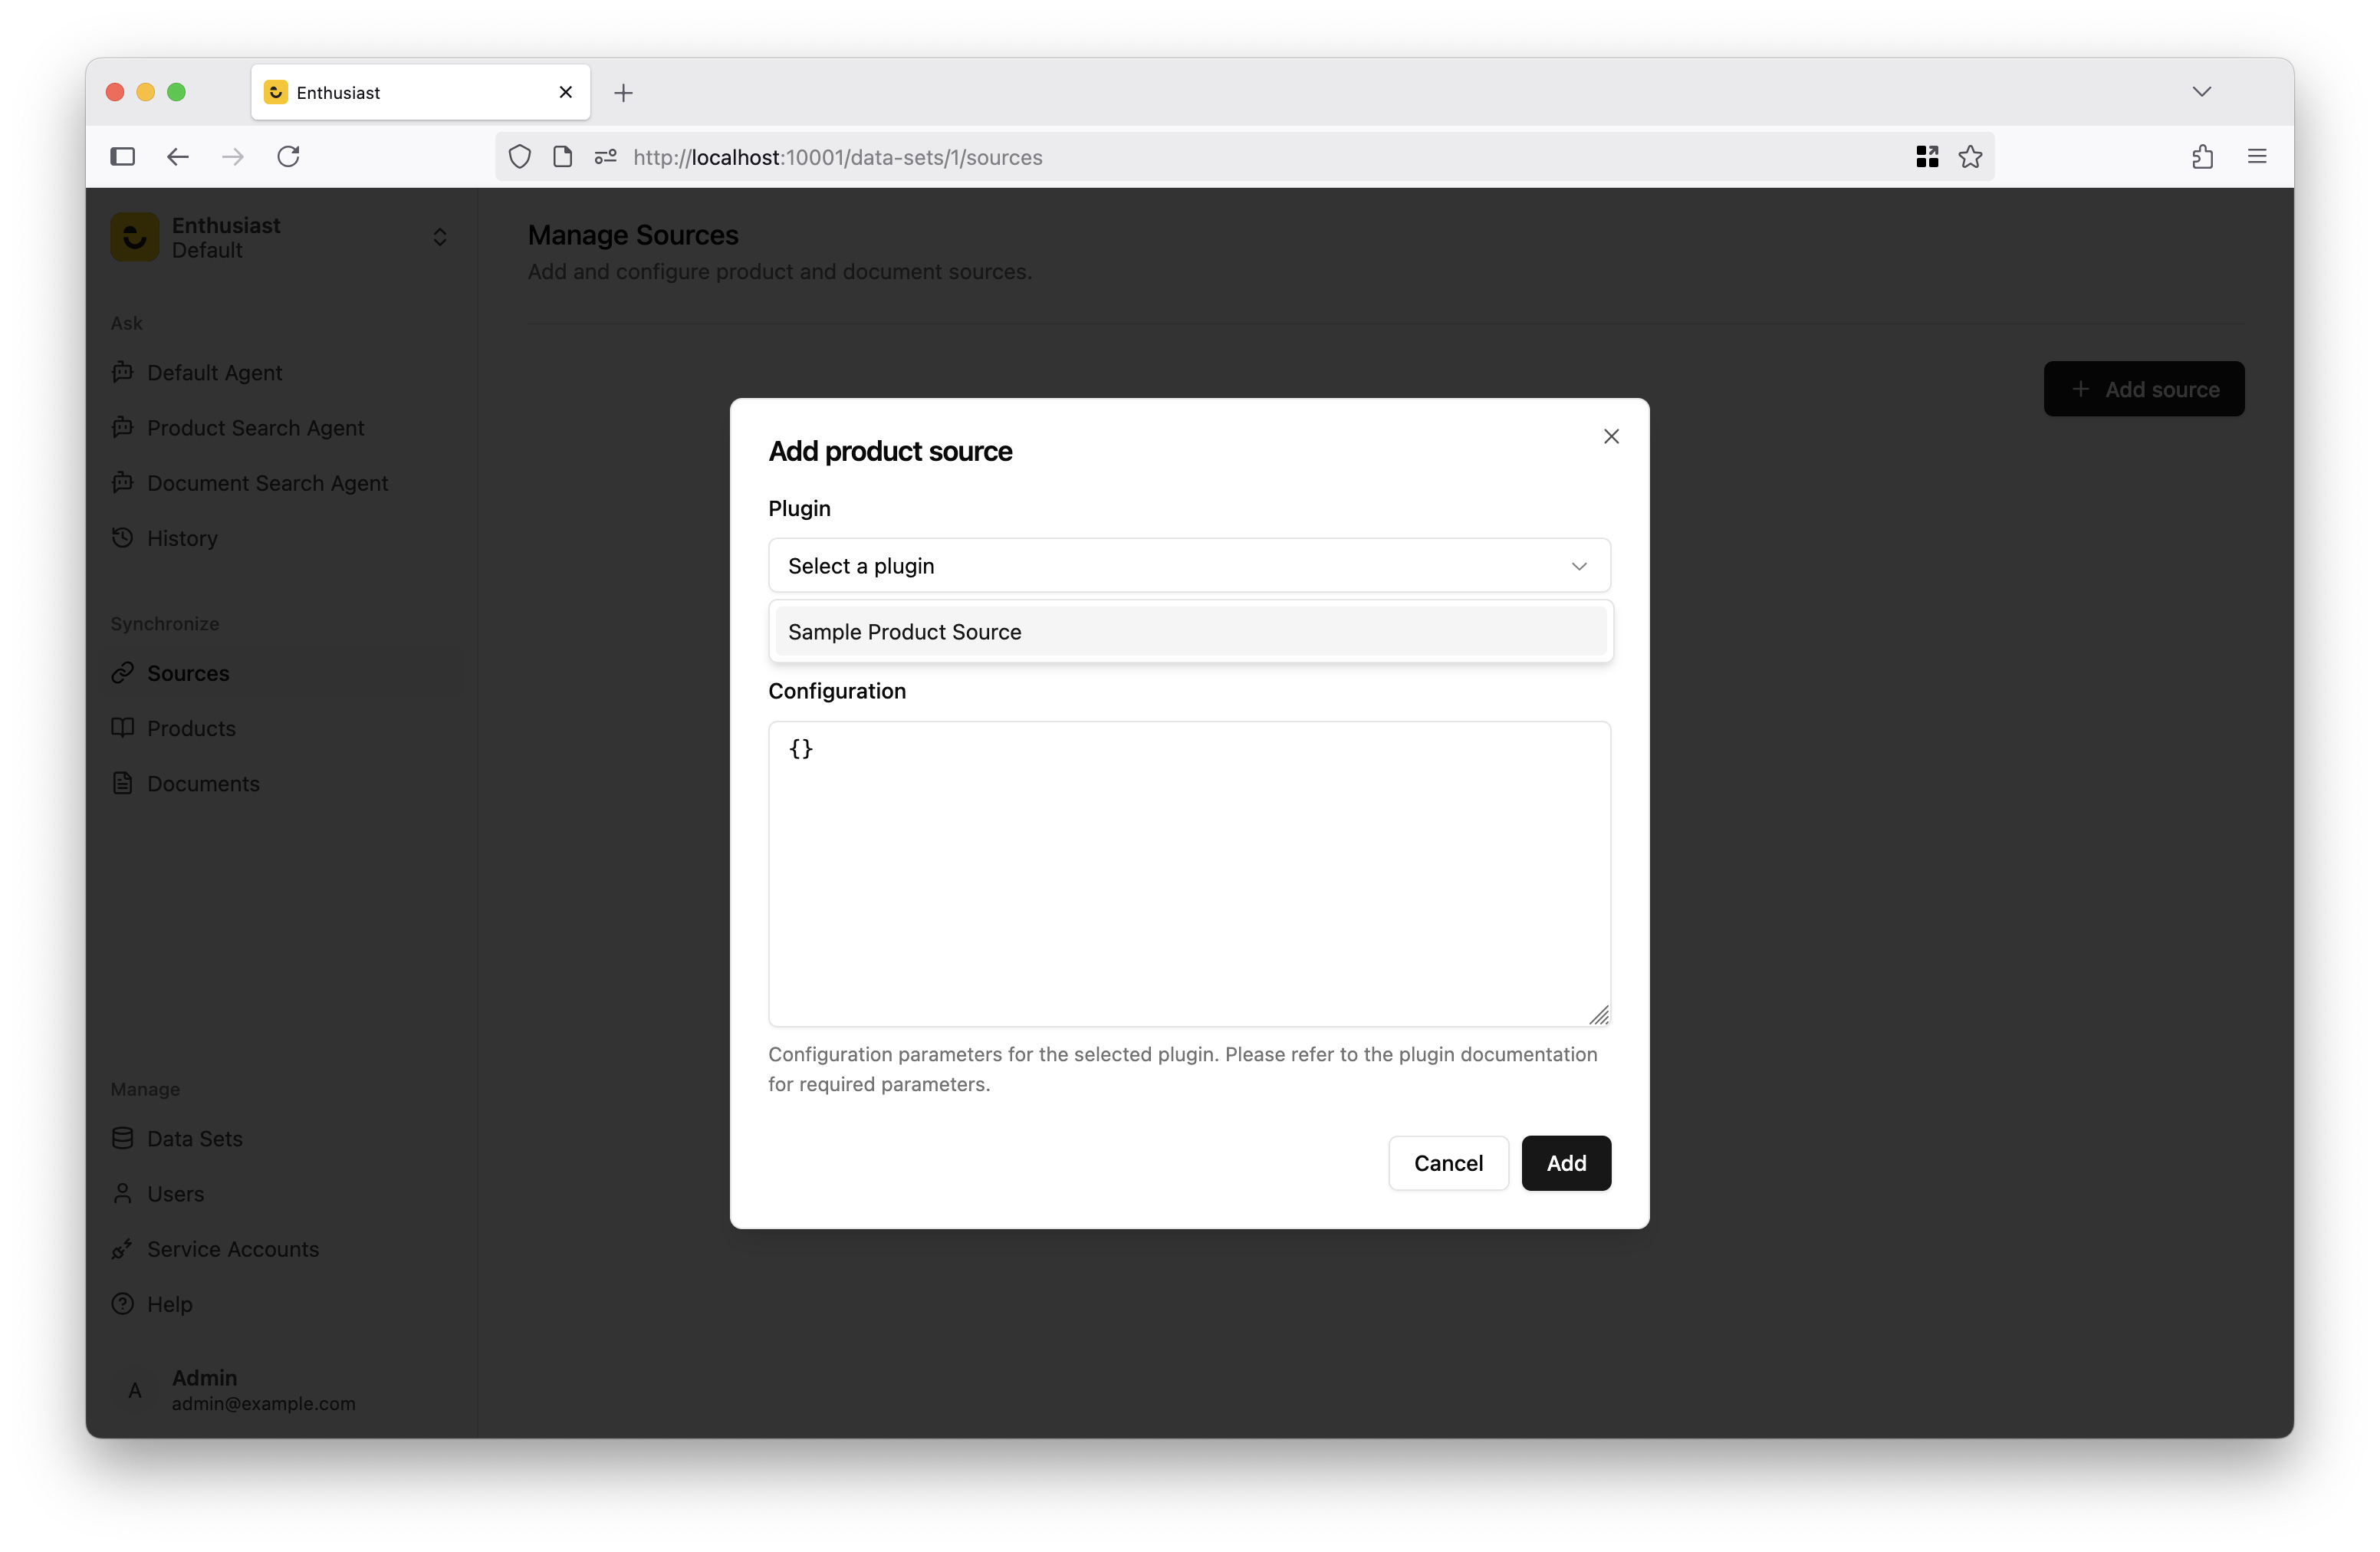 Enthusiast
http://localhost:10001/data-sets/1/sources
Enthusiast
Default
Ask
Default Agent
Product Search Agent
Document Search Agent
History
Synchronize
Sources
Products
Documents
Manage
Data Sets
Users
Service Accounts
Help
A
Admin
admin@example.com
Manage Sources
Add and configure product and document sources.
Add source
Add product source
Plugin
Select a plugin
Sample Product Source
Configuration
{}
Configuration parameters for the selected plugin. Please refer to the plugin documentation
for required parameters.
Cancel
Add